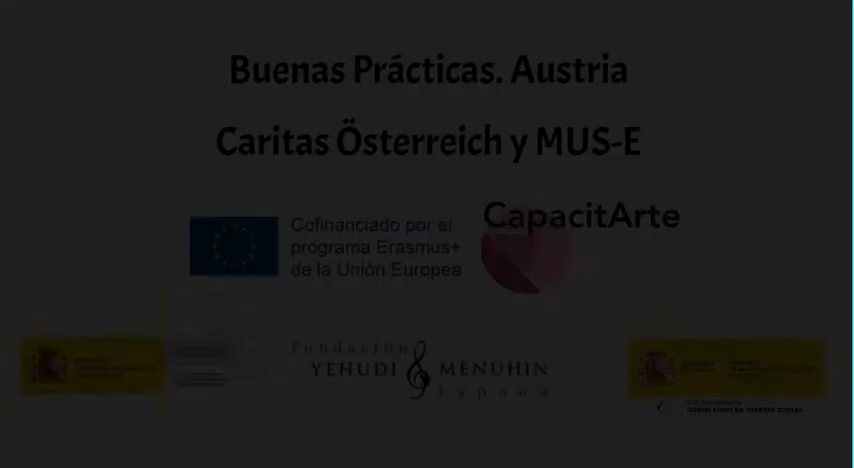 Buenas Prácticas. Austria
Caritas Österreich y MUS-E
CapacitArte
Cofinanciado por el
programa Erasmus+
de la Unión Europea
Fundación
YEHUDI MENUHIN
España